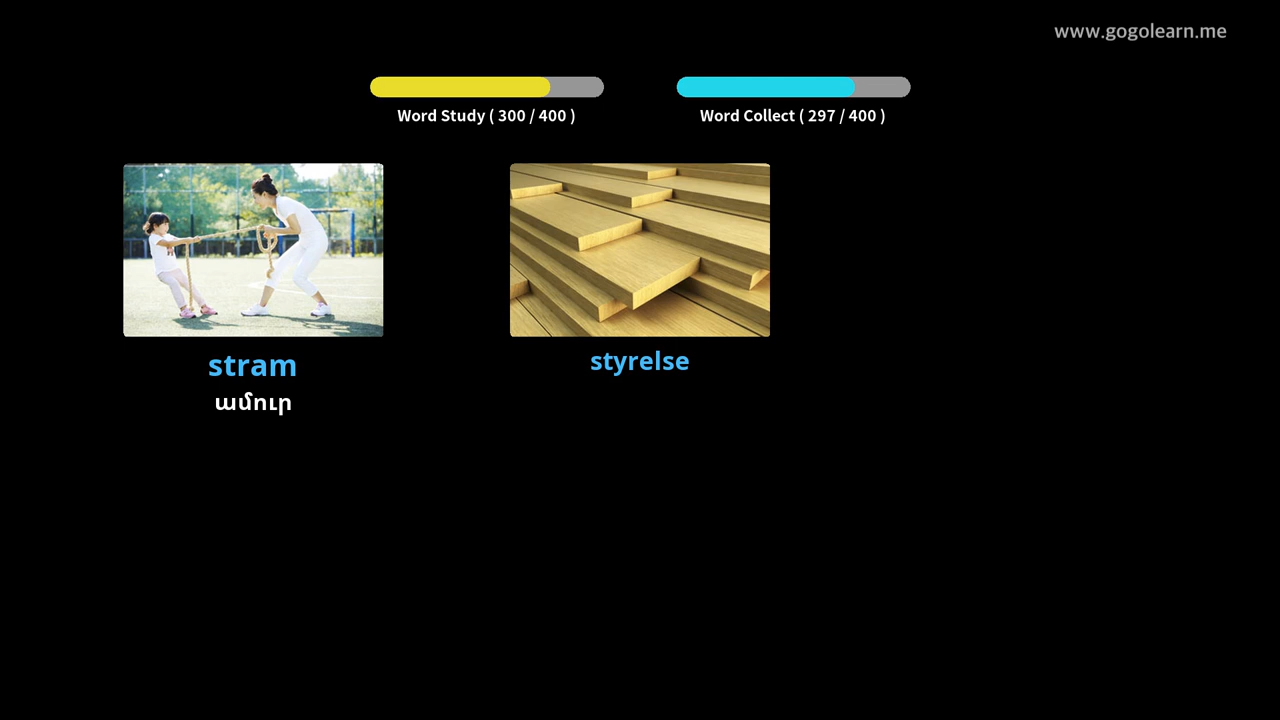 www.gogolearn.me
Word Study ( 300 / 400 )
Word Collect ( 297 / 400 )
stram
ամուր
styrelse